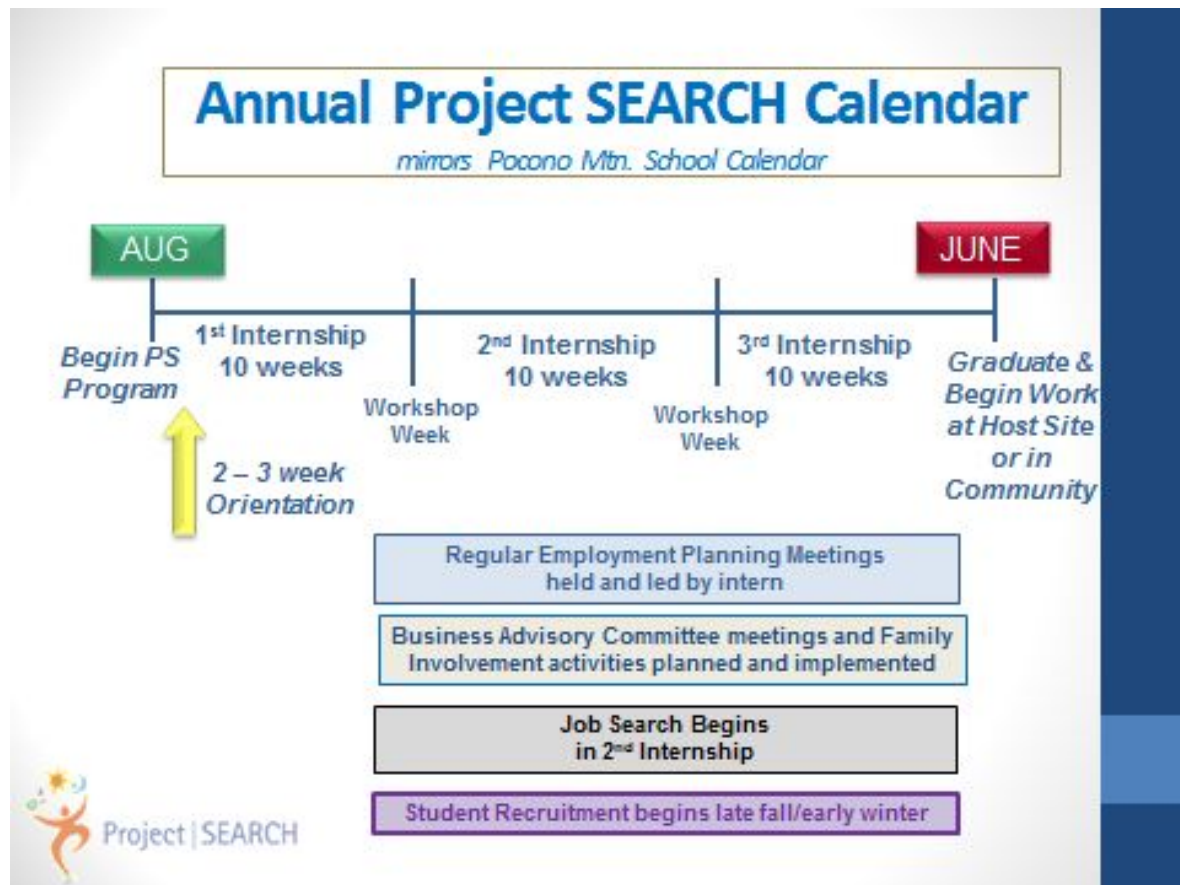 Annual Project SEARCH Calendar
mirrors Pocono Mtn. School Calendar
AUG
JUNE
Begin PS
Program
1st Internship
10 weeks
Workshop
Week
2nd Internship
10 weeks
Workshop
Week
3rd Internship
10 weeks
Graduate &
Begin Work
at Host Site
or in
Community
2 – 3 week
Orientation
Regular Employment Planning Meetings
held and led by intern
Business Advisory Committee meetings and Family
Involvement activities planned and implemented
Job Search Begins
in 2nd Internship
Student Recruitment begins late fall/early winter
Project | SEARCH